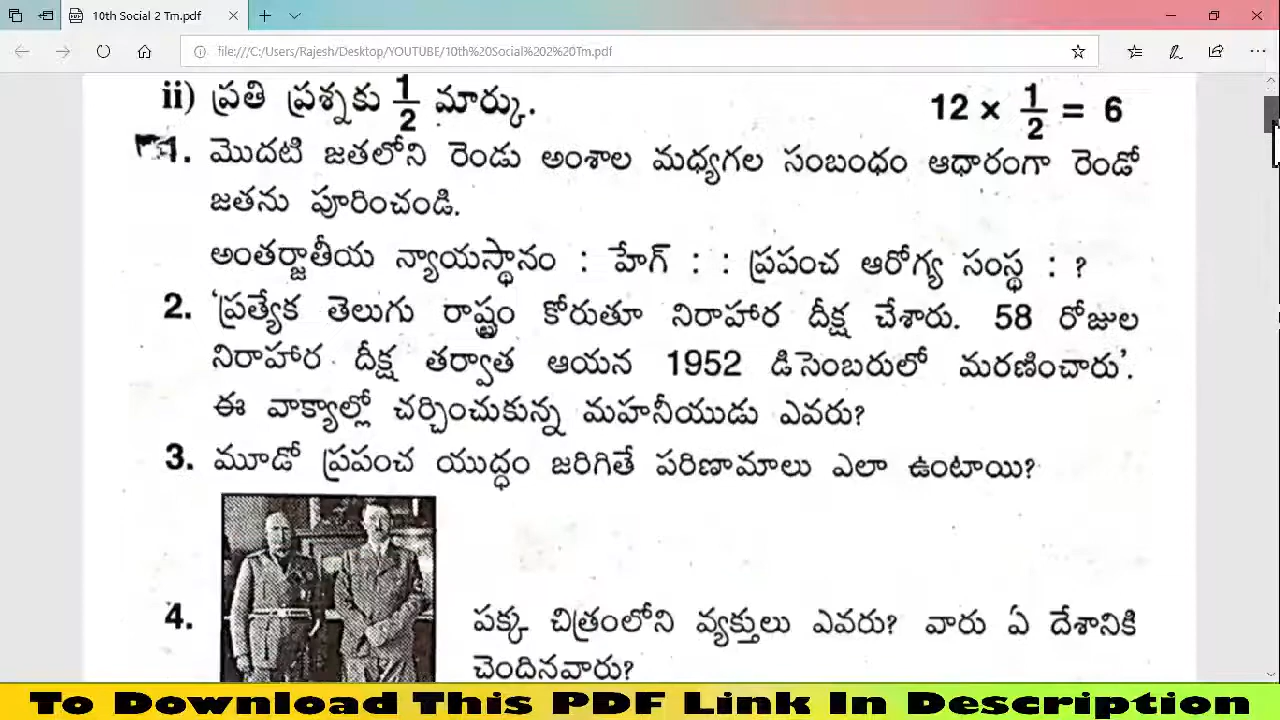 10th Social 2 Tm.pdf
file:///C:/Users/Rajesh/Desktop/YOUTUBE/10th%20Social%202%20Tm.pdf
ii) ప్రతి ప్రశ్నకు 1/2 మార్కు. 12 × 1/2 = 6
1. మొదటి జతలోని రెండు అంశాల మధ్యగల సంబంధం ఆధారంగా రెండో
జతను పూరించండి.
అంతర్జాతీయ న్యాయస్థానం : హేగ్ : : ప్రపంచ ఆరోగ్య సంస్థ : ?
2. 'ప్రత్యేక తెలుగు రాష్ట్రం కోరుతూ నిరాహార దీక్ష చేశారు. 58 రోజుల
నిరాహార దీక్ష తర్వాత ఆయన 1952 డిసెంబరులో మరణించారు'.
ఈ వాక్యాల్లో చర్చించుకున్న మహనీయుడు ఎవరు?
3. మూడో ప్రపంచ యుద్ధం జరిగితే పరిణామాలు ఎలా ఉంటాయి?
4. పక్క చిత్రంలోని వ్యక్తులు ఎవరు? వారు ఏ దేశానికి
చెందినవారు?
To Download This PDF Link In Description